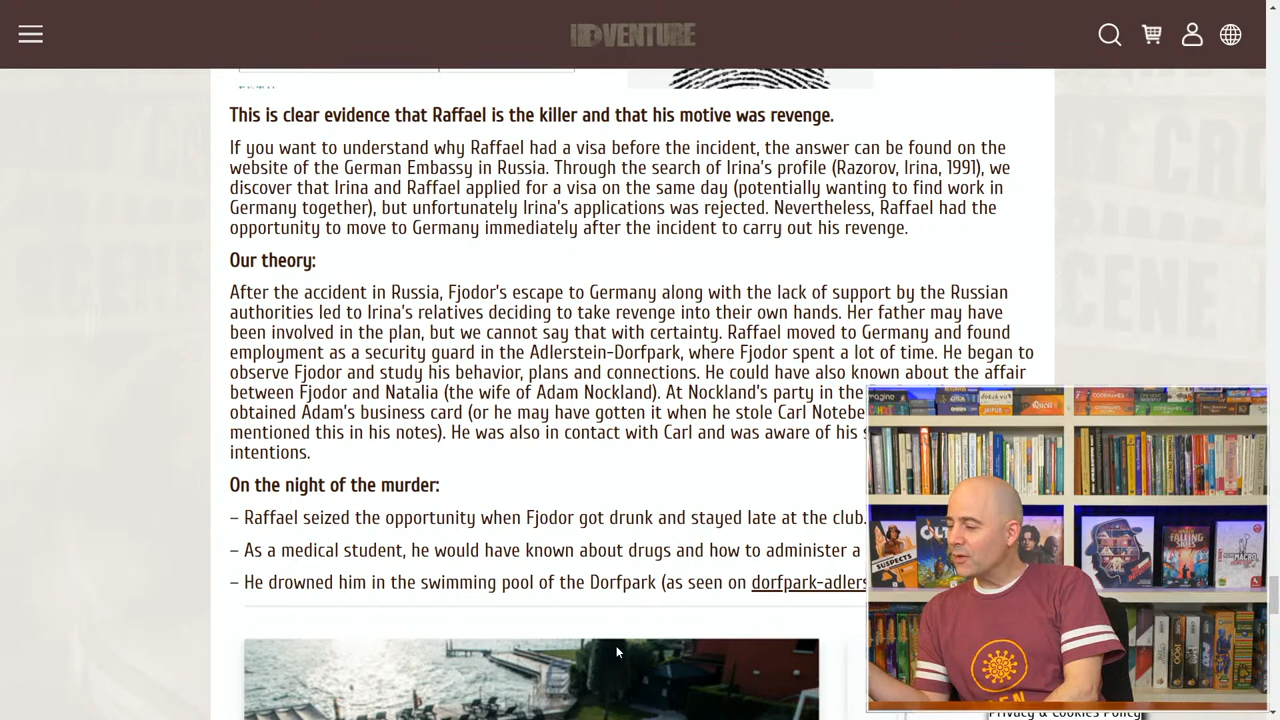 IDVENTURE
This is clear evidence that Raffael is the killer and that his motive was revenge.
If you want to understand why Raffael had a visa before the incident, the answer can be found on the
website of the German Embassy in Russia. Through the search of Irina's profile (Razorov, Irina, 1991), we
discover that Irina and Raffael applied for a visa on the same day (potentially wanting to find work in
Germany together), but unfortunately Irina's applications was rejected. Nevertheless, Raffael had the
opportunity to move to Germany immediately after the incident to carry out his revenge.
Our theory:
After the accident in Russia, Fjodor's escape to Germany along with the lack of support by the Russian
authorities led to Irina's relatives deciding to take revenge into their own hands. Her father may have
been involved in the plan, but we cannot say that with certainty. Raffael moved to Germany and found
employment as a security guard in the Adlerstein-Dorfpark, where Fjodor spent a lot of time. He began to
observe Fjodor and study his behavior, plans and connections. He could have also known about the affair
between Fjodor and Natalia (the wife of Adam Nockland). At Nockland's party in the
obtained Adam's business card (or he may have gotten it when he stole Carl Notebe
mentioned this in his notes). He was also in contact with Carl and was aware of his s
intentions.
On the night of the murder:
– Raffael seized the opportunity when Fjodor got drunk and stayed late at the club.
– As a medical student, he would have known about drugs and how to administer a
– He drowned him in the swimming pool of the Dorfpark (as seen on dorfpark-adlers
SUSPECTS
FALLING
SKIES
MACRO
Privacy & Cookies Policy